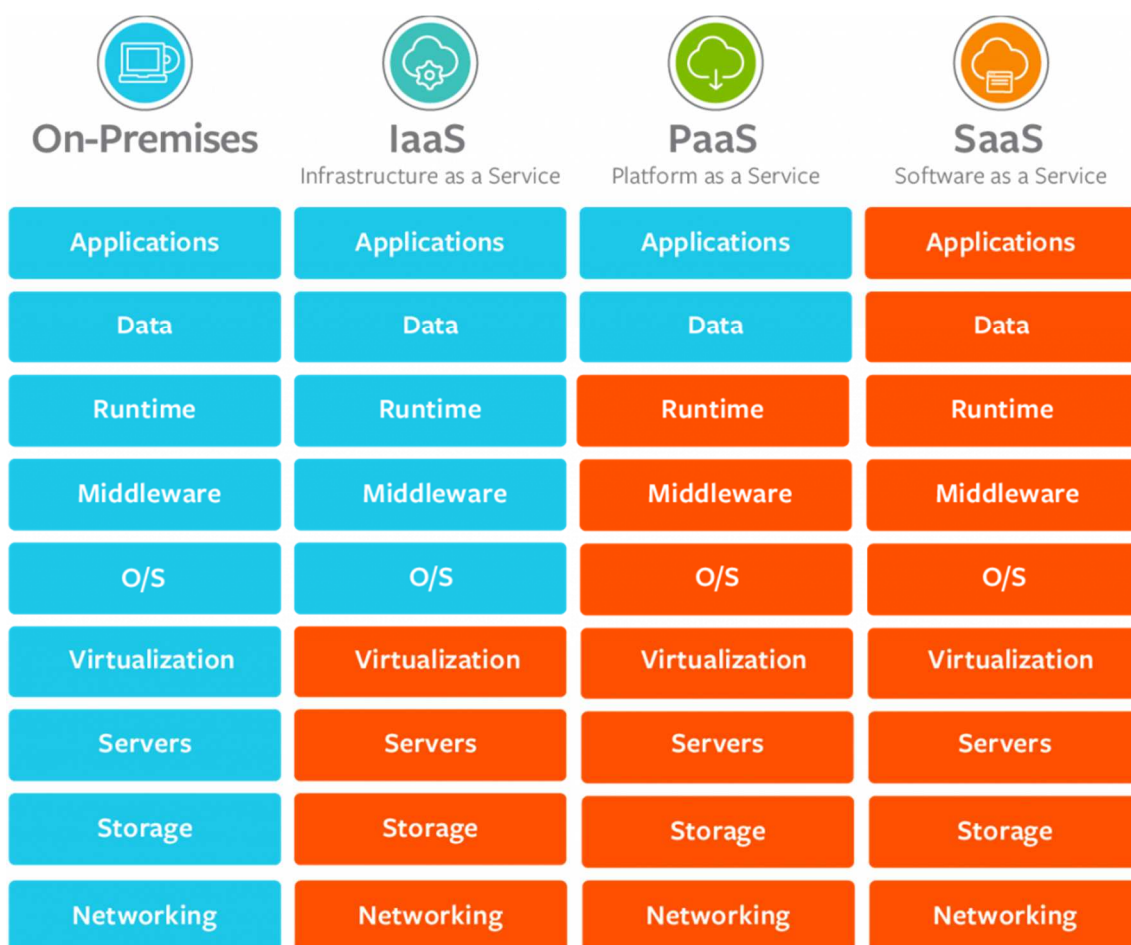 On-Premises IaaS PaaS SaaS
Infrastructure as a Service Platform as a Service Software as a Service
Applications Applications Applications Applications
Data Data Data Data
Runtime Runtime Runtime Runtime
Middleware Middleware Middleware Middleware
O/S O/S O/S O/S
Virtualization Virtualization Virtualization Virtualization
Servers Servers Servers Servers
Storage Storage Storage Storage
Networking Networking Networking Networking